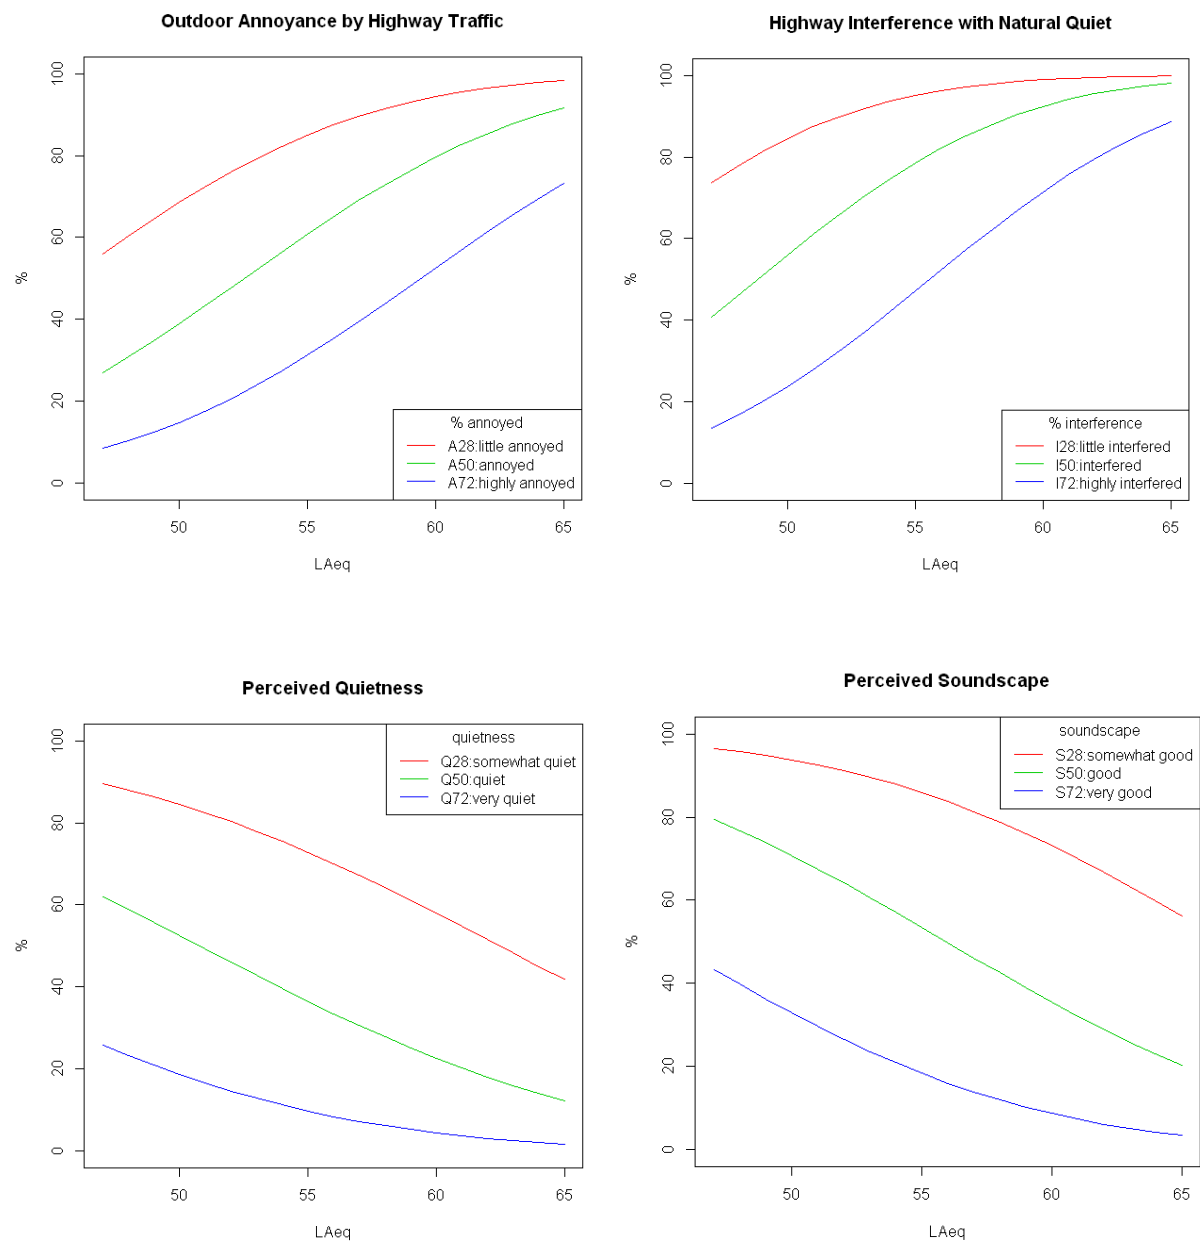 Outdoor Annoyance by Highway Traffic
%
0
20
40
60
80
100
% annoyed
A28:little annoyed
A50:annoyed
A72:highly annoyed
50
55
60
65
LAeq
Highway Interference with Natural Quiet
%
0
20
40
60
80
100
% interference
I28:little interfered
I50:interfered
I72:highly interfered
50
55
60
65
LAeq
Perceived Quietness
%
0
20
40
60
80
100
quietness
Q28:somewhat quiet
Q50:quiet
Q72:very quiet
50
55
60
65
LAeq
Perceived Soundscape
%
0
20
40
60
80
100
soundscape
S28:somewhat good
S50:good
S72:very good
50
55
60
65
LAeq